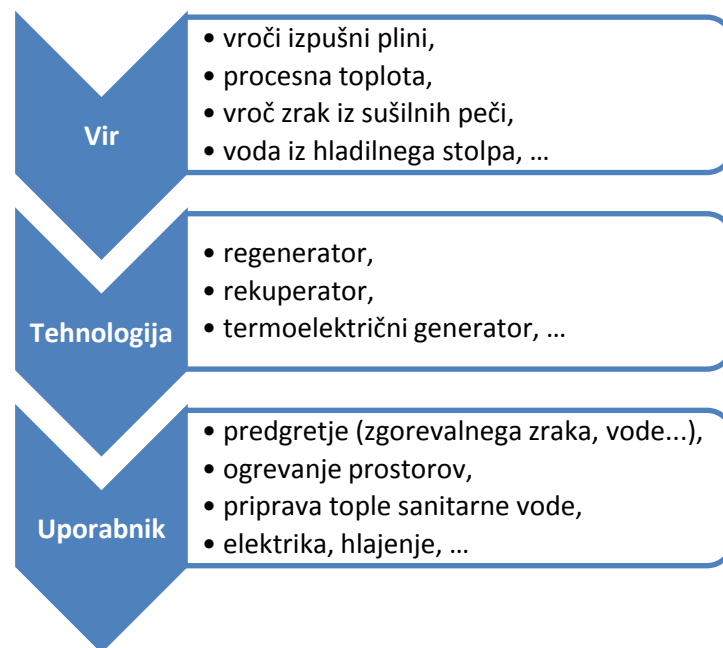 Vir
• vroči izpušni plini,
• procesna toplota,
• vroč zrak iz sušilnih peči,
• voda iz hladilnega stolpa, ...
Tehnologija
• regenerator,
• rekuperator,
• termoelektrični generator, ...
Uporabnik
• predgretje (zgorevalnega zraka, vode...),
• ogrevanje prostorov,
• priprava tople sanitarne vode,
• elektrika, hlajenje, ...